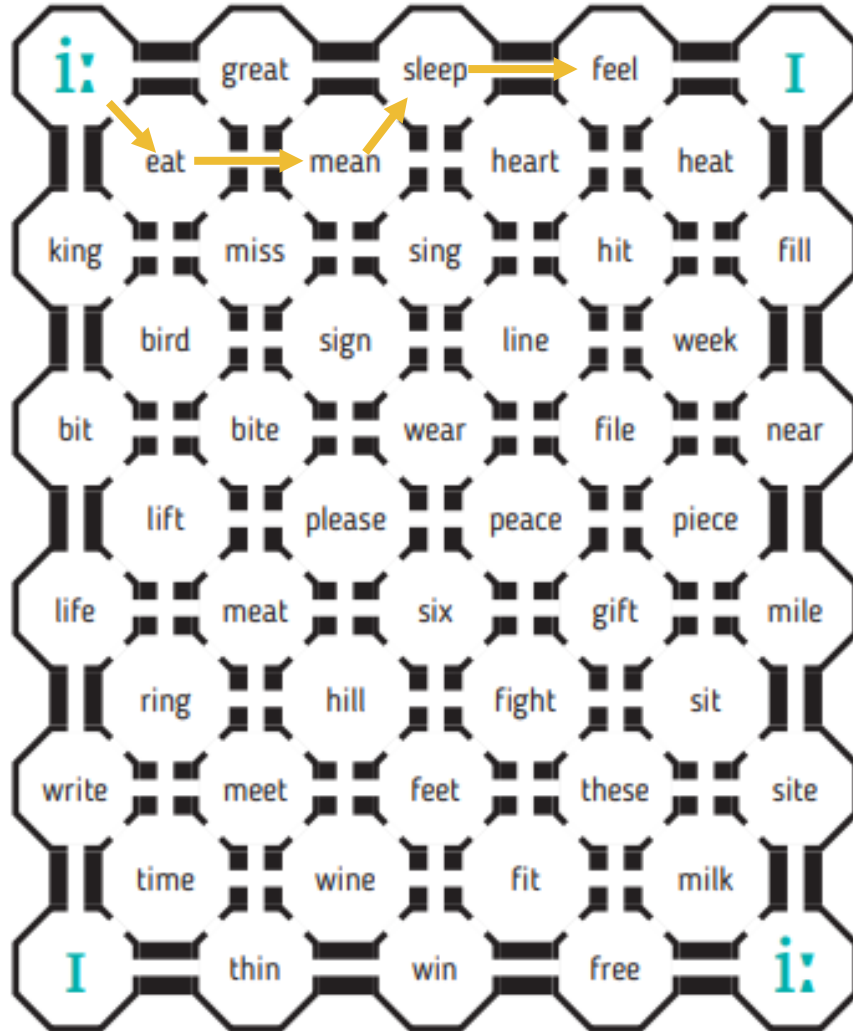 iː great sleep feel ɪ
eat mean heart heat
king miss sing hit fill
bird sign line week
bit bite wear file near
lift please peace piece
life meat six gift mile
ring hill fight sit
write meet feet these site
time wine fit milk
ɪ thin win free iː